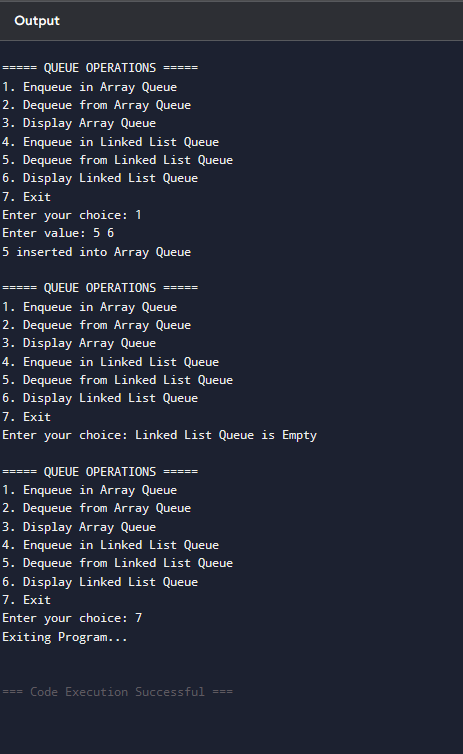 Output
===== QUEUE OPERATIONS =====
1. Enqueue in Array Queue
2. Dequeue from Array Queue
3. Display Array Queue
4. Enqueue in Linked List Queue
5. Dequeue from Linked List Queue
6. Display Linked List Queue
7. Exit
Enter your choice: 1
Enter value: 5 6
5 inserted into Array Queue
===== QUEUE OPERATIONS =====
1. Enqueue in Array Queue
2. Dequeue from Array Queue
3. Display Array Queue
4. Enqueue in Linked List Queue
5. Dequeue from Linked List Queue
6. Display Linked List Queue
7. Exit
Enter your choice: Linked List Queue is Empty
===== QUEUE OPERATIONS =====
1. Enqueue in Array Queue
2. Dequeue from Array Queue
3. Display Array Queue
4. Enqueue in Linked List Queue
5. Dequeue from Linked List Queue
6. Display Linked List Queue
7. Exit
Enter your choice: 7
Exiting Program...
=== Code Execution Successful ===